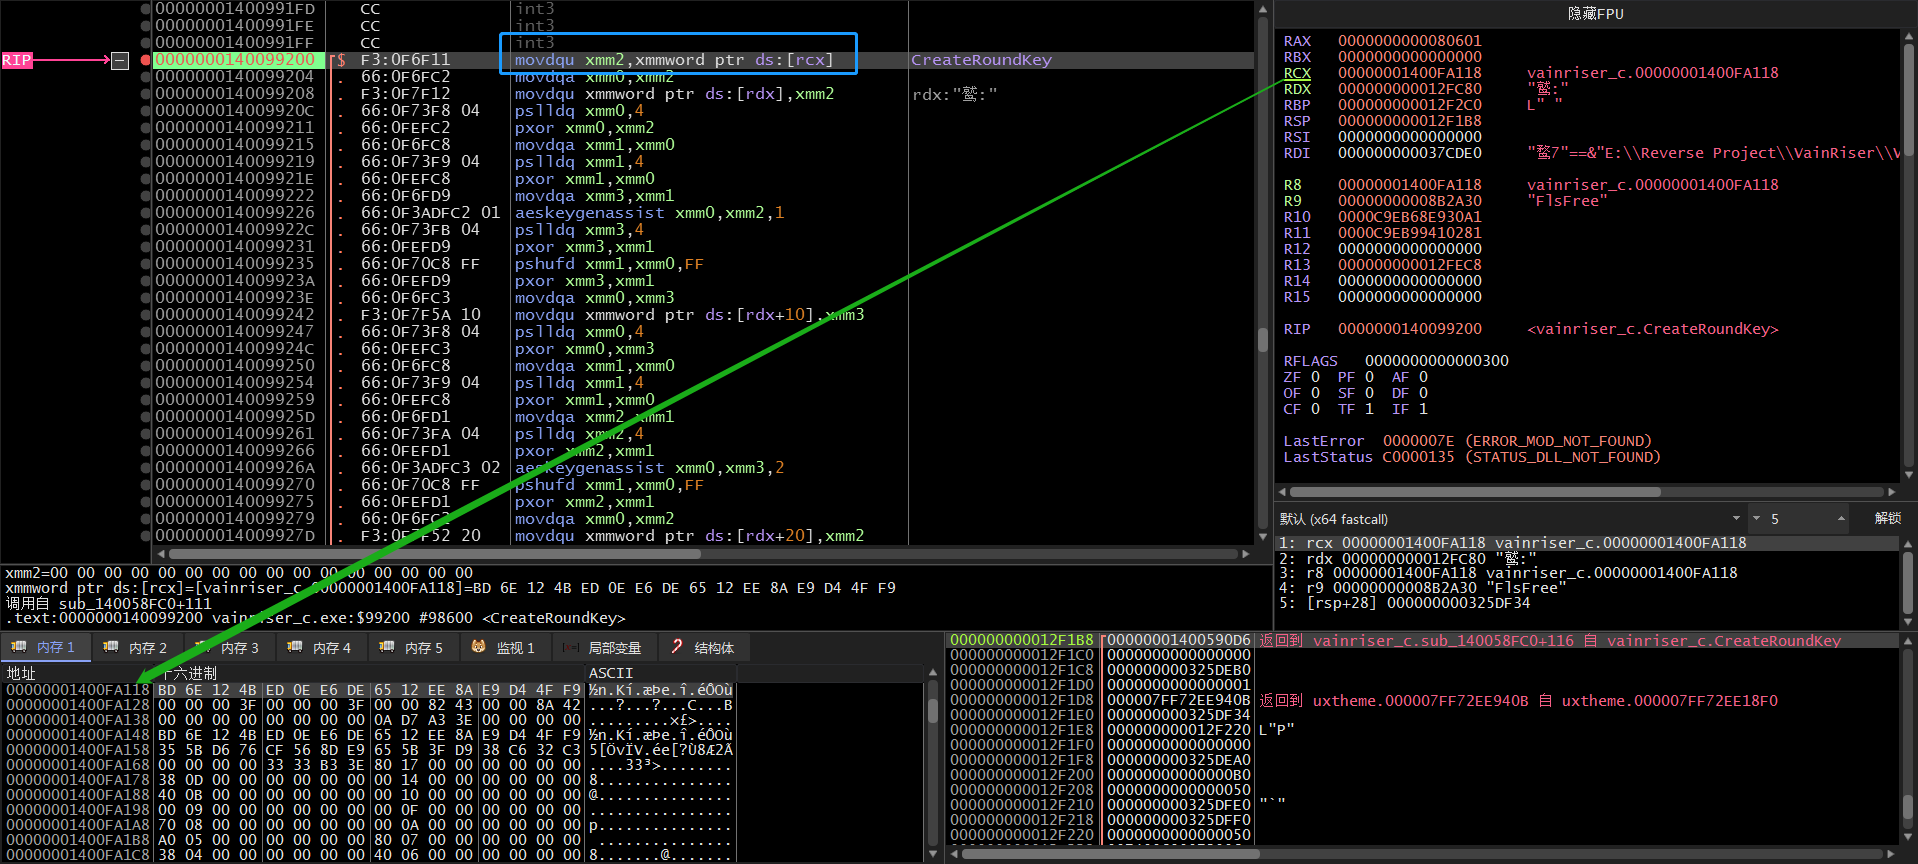 00000001400991FD CC int3
00000001400991FE CC int3
00000001400991FF CC int3
RIP 0000000140099200 $ F3:0F6F11 movdqu xmm2,xmmword ptr ds:[rcx] CreateRoundKey
0000000140099204 . 66:0F6FC2 movdqa xmm0,xmm2
0000000140099208 . F3:0F7F12 movdqu xmmword ptr ds:[rdx],xmm2 rdx:"鹫:"
000000014009920C . 66:0F73F8 04 pslldq xmm0,4
0000000140099211 . 66:0FEFC2 pxor xmm0,xmm2
0000000140099215 . 66:0F6FC8 movdqa xmm1,xmm0
0000000140099219 . 66:0F73F9 04 pslldq xmm1,4
000000014009921E . 66:0FEFC8 pxor xmm1,xmm0
0000000140099222 . 66:0F6FD9 movdqa xmm3,xmm1
0000000140099226 . 66:0F3ADFC2 01 aeskeygenassist xmm0,xmm2,1
000000014009922C . 66:0F73FB 04 pslldq xmm3,4
0000000140099231 . 66:0FEFD9 pxor xmm3,xmm1
0000000140099235 . 66:0F70C8 FF pshufd xmm1,xmm0,FF
000000014009923A . 66:0FEFD9 pxor xmm3,xmm1
000000014009923E . 66:0F6FC3 movdqa xmm0,xmm3
0000000140099242 . F3:0F7F5A 10 movdqu xmmword ptr ds:[rdx+10],xmm3
0000000140099247 . 66:0F73F8 04 pslldq xmm0,4
000000014009924C . 66:0FEFC3 pxor xmm0,xmm3
0000000140099250 . 66:0F6FC8 movdqa xmm1,xmm0
0000000140099254 . 66:0F73F9 04 pslldq xmm1,4
0000000140099259 . 66:0FEFC8 pxor xmm1,xmm0
000000014009925D . 66:0F6FD1 movdqa xmm2,xmm1
0000000140099261 . 66:0F73FA 04 pslldq xmm2,4
0000000140099266 . 66:0FEFD1 pxor xmm2,xmm1
000000014009926A . 66:0F3ADFC3 02 aeskeygenassist xmm0,xmm3,2
0000000140099270 . 66:0F70C8 FF pshufd xmm1,xmm0,FF
0000000140099275 . 66:0FEFD1 pxor xmm2,xmm1
0000000140099279 . 66:0F6FC2 movdqa xmm0,xmm2
000000014009927D . F3:0F7F52 20 movdqu xmmword ptr ds:[rdx+20],xmm2
隐藏FPU
RAX 0000000000080601
RBX 0000000000000000
RCX 00000001400FA118 vainriser_c.00000001400FA118
RDX 000000000012FC80 "鹫:"
RBP 000000000012F2C0 L" "
RSP 000000000012F1B8
RSI 0000000000000000
RDI 000000000037CDE0 7"==&"E:\\Reverse Project\\VainRiser\\V
R8 00000001400FA118 vainriser_c.00000001400FA118
R9 00000000008B2A30 "FlsFree"
R10 0000C9EB68E930A1
R11 0000C9EB99410281
R12 0000000000000000
R13 000000000012FEC8
R14 0000000000000000
R15 0000000000000000
RIP 0000000140099200 <vainriser_c.CreateRoundKey>
RFLAGS 0000000000000300
ZF 0 PF 0 AF 0
OF 0 SF 0 DF 0
CF 0 TF 1 IF 1
LastError 0000007E (ERROR_MOD_NOT_FOUND)
LastStatus C0000135 (STATUS_DLL_NOT_FOUND)
默认 (x64 fastcall) 5 解锁
1: rcx 00000001400FA118 vainriser_c.00000001400FA118
2: rdx 000000000012FC80 "鹫:"
3: r8 00000001400FA118 vainriser_c.00000001400FA118
4: r9 00000000008B2A30 "FlsFree"
5: [rsp+28] 000000000325DF34
xmm2=00 00 00 00 00 00 00 00 00 00 00 00 00 00 00 00
xmmword ptr ds:[rcx]=[vainriser_c.00000001400FA118]=BD 6E 12 4B ED 0E E6 DE 65 12 EE 8A E9 D4 4F F9
调用自 sub_140058FC0+111
.text:0000000140099200 vainriser_c.exe:$99200 #98600 <CreateRoundKey>
内存 1 内存 2 内存 3 内存 4 内存 5 监视 1 局部变量 结构体
地址 十六进制 ASCII
00000001400FA118 BD 6E 12 4B ED 0E E6 DE 65 12 EE 8A E9 D4 4F F9 ½n.Kí.æÞe.î.éÔOù
00000001400FA128 00 00 00 3F 00 00 00 3F 00 00 82 43 00 00 8A 42 ...?...?...C...B
00000001400FA138 00 00 00 00 00 00 00 00 0A D7 A3 3E 00 00 00 00 .........×£>....
00000001400FA148 BD 6E 12 4B ED 0E E6 DE 65 12 EE 8A E9 D4 4F F9 ½n.Kí.æÞe.î.éÔOù
00000001400FA158 35 5B D6 76 CF 56 8D E9 65 5B 3F D9 38 C6 32 C3 5[ÖvÏV.ée[?Ù8Æ2Ã
00000001400FA168 00 00 00 00 33 33 B3 3E 80 17 00 00 00 00 00 00 ....33³>........
00000001400FA178 38 0D 00 00 00 00 00 00 00 14 00 00 00 00 00 00 8...............
00000001400FA188 40 0B 00 00 00 00 00 00 00 10 00 00 00 00 00 00 @...............
00000001400FA198 00 09 00 00 00 00 00 00 00 0F 00 00 00 00 00 00 ................
00000001400FA1A8 70 08 00 00 00 00 00 00 00 0A 00 00 00 00 00 00 p...............
00000001400FA1B8 A0 05 00 00 00 00 00 00 80 07 00 00 00 00 00 00 ................
00000001400FA1C8 38 04 00 00 00 00 00 00 40 06 00 00 00 00 00 00 8.......@.......
000000000012F1B8 00000001400590D6 返回到 vainriser_c.sub_140058FC0+116 自 vainriser_c.CreateRoundKey
000000000012F1C0 0000000000000000
000000000012F1C8 000000000325DEB0
000000000012F1D0 0000000000000001
000000000012F1D8 000007FF72EE940B 返回到 uxtheme.000007FF72EE940B 自 uxtheme.000007FF72EE18F0
000000000012F1E0 000000000325DF34
000000000012F1E8 000000000012F220 L"P"
000000000012F1F0 0000000000000000
000000000012F1F8 000000000325DEA0
000000000012F200 00000000000000B0
000000000012F208 0000000000000050
000000000012F210 000000000325DFE0 "`"
000000000012F218 000000000325DFF0
000000000012F220 0000000000000050